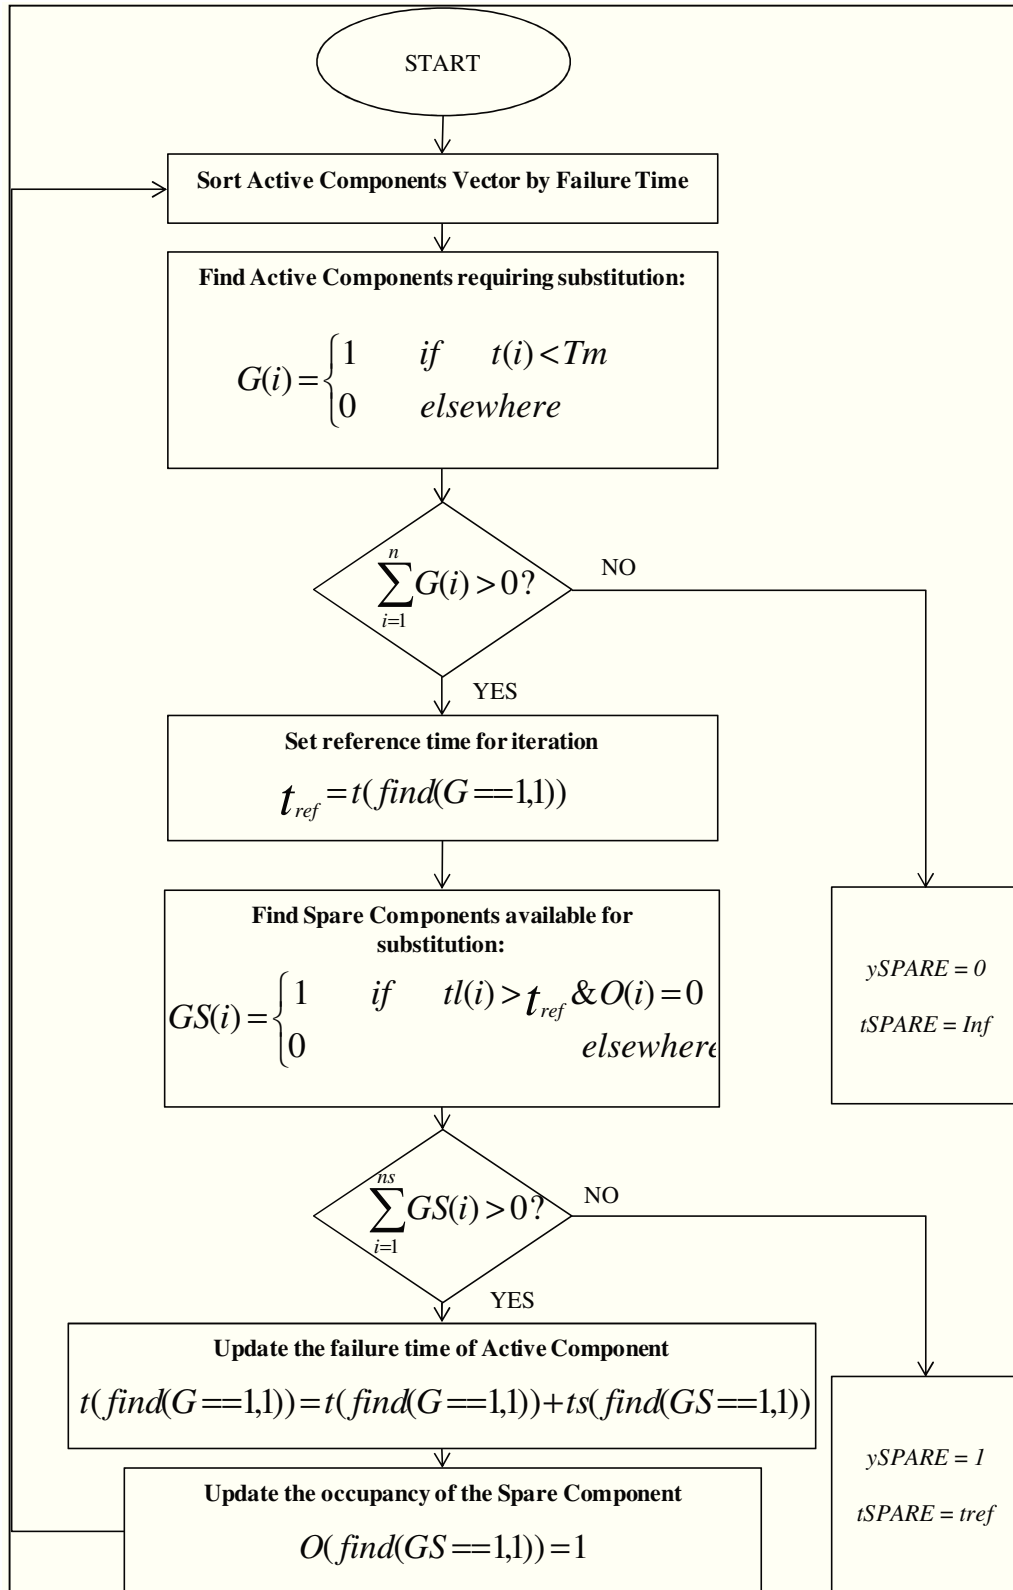 START
Sort Active Components Vector by Failure Time
Find Active Components requiring substitution:
G(i) = { 1 if t(i) < Tm
0 elsewhere
n
∑ G(i) > 0?
i=1
NO
YES
Set reference time for iteration
t_ref = t(find(G == 1,1))
Find Spare Components available for
substitution:
GS(i) = { 1 if tl(i) > t_ref & O(i) = 0
0 elsewhere
ySPARE = 0
tSPARE = Inf
ns
∑ GS(i) > 0?
i=1
NO
YES
Update the failure time of Active Component
t(find(G == 1,1)) = t(find(G == 1,1)) + ts(find(GS == 1,1))
Update the occupancy of the Spare Component
O(find(GS == 1,1)) = 1
ySPARE = 1
tSPARE = tref